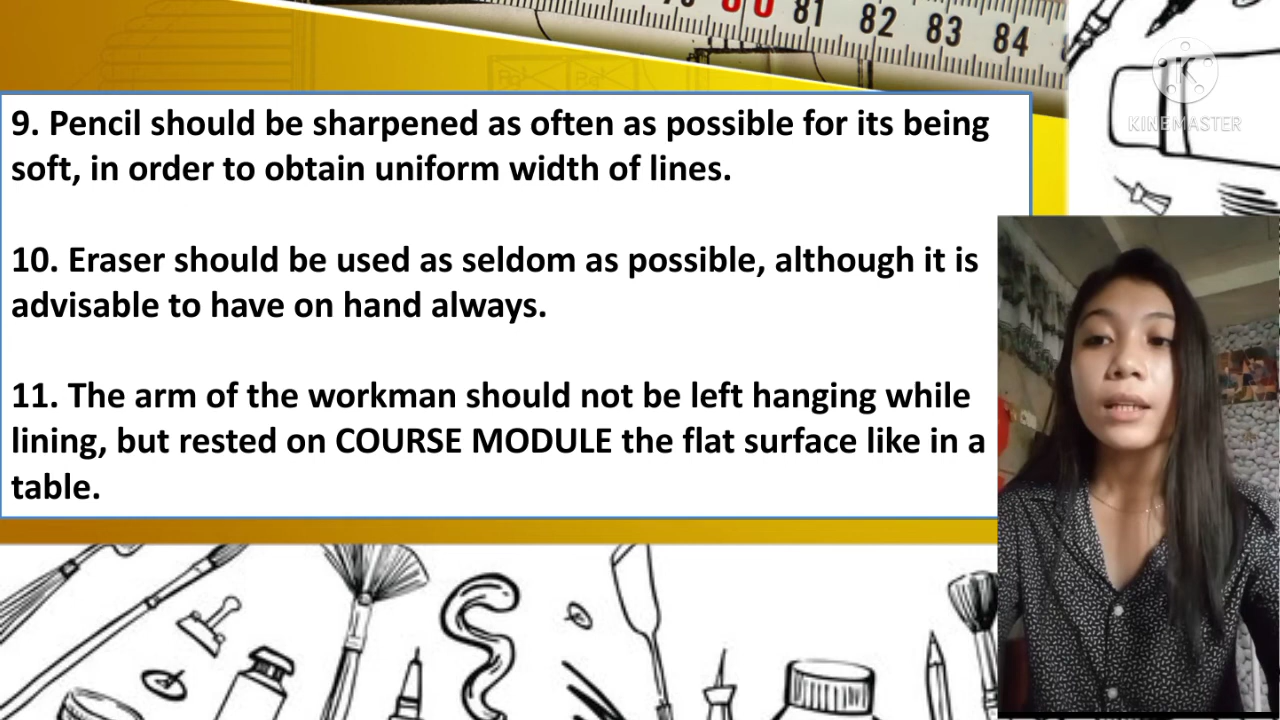 81 82 83 84
KINEMASTER
9. Pencil should be sharpened as often as possible for its being
soft, in order to obtain uniform width of lines.
10. Eraser should be used as seldom as possible, although it is
advisable to have on hand always.
11. The arm of the workman should not be left hanging while
lining, but rested on COURSE MODULE the flat surface like in a
table.